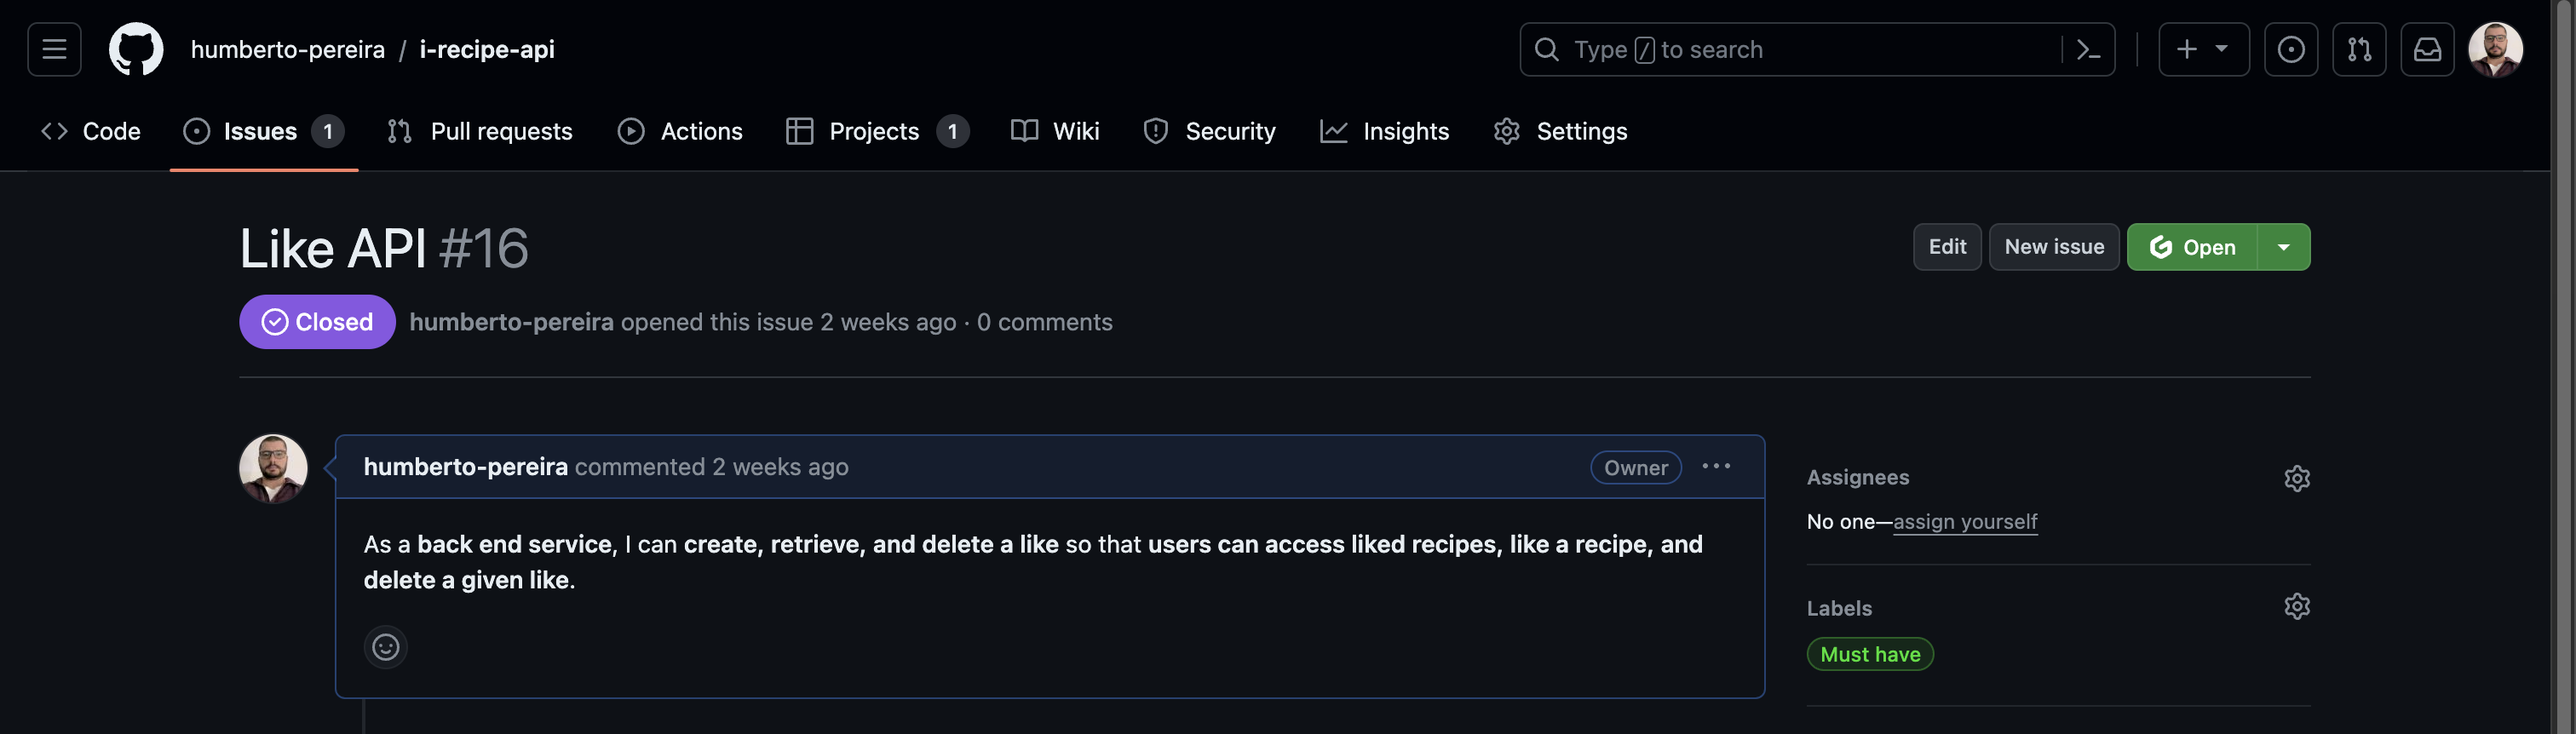 humberto-pereira / i-recipe-api
Type / to search
Code
Issues 1
Pull requests
Actions
Projects 1
Wiki
Security
Insights
Settings
Like API #16
Edit
New issue
Open
Closed
humberto-pereira opened this issue 2 weeks ago · 0 comments
humberto-pereira commented 2 weeks ago
Owner
As a back end service, I can create, retrieve, and delete a like so that users can access liked recipes, like a recipe, and
delete a given like.
Assignees
No one—assign yourself
Labels
Must have